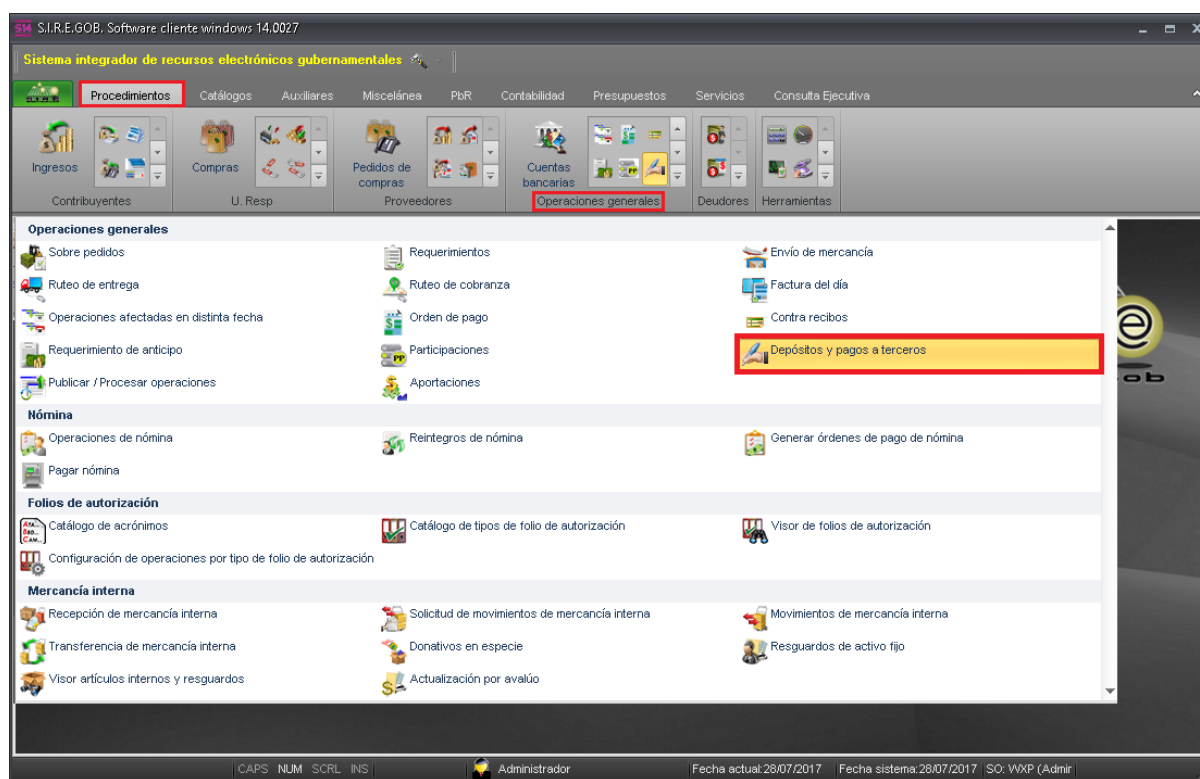 S.I.R.E.GOB. Software cliente windows 14.0027
Sistema integrador de recursos electrónicos gubernamentales
Procedimientos Catálogos Auxiliares Miscelánea PbR Contabilidad Presupuestos Servicios Consulta Ejecutiva
Ingresos Compras Pedidos de compras Cuentas bancarias
Contribuyentes U. Resp Proveedores Operaciones generales Deudores Herramientas
Operaciones generales
Sobre pedidos Requerimientos Envío de mercancía
Ruteo de entrega Ruteo de cobranza Factura del día
Operaciones afectadas en distinta fecha Orden de pago Contra recibos
Requerimiento de anticipo Participaciones Depósitos y pagos a terceros
Publicar / Procesar operaciones Aportaciones
Nómina
Operaciones de nómina Reintegros de nómina Generar órdenes de pago de nómina
Pagar nómina
Folios de autorización
Catálogo de acrónimos Catálogo de tipos de folio de autorización Visor de folios de autorización
Configuración de operaciones por tipo de folio de autorización
Mercancía interna
Recepción de mercancía interna Solicitud de movimientos de mercancía interna Movimientos de mercancía interna
Transferencia de mercancía interna Donativos en especie Resguardos de activo fijo
Visor artículos internos y resguardos Actualización por avalúo
CAPS NUM SCRL INS Administrador Fecha actual:28/07/2017 Fecha sistema:28/07/2017 SO: WXP (Admir